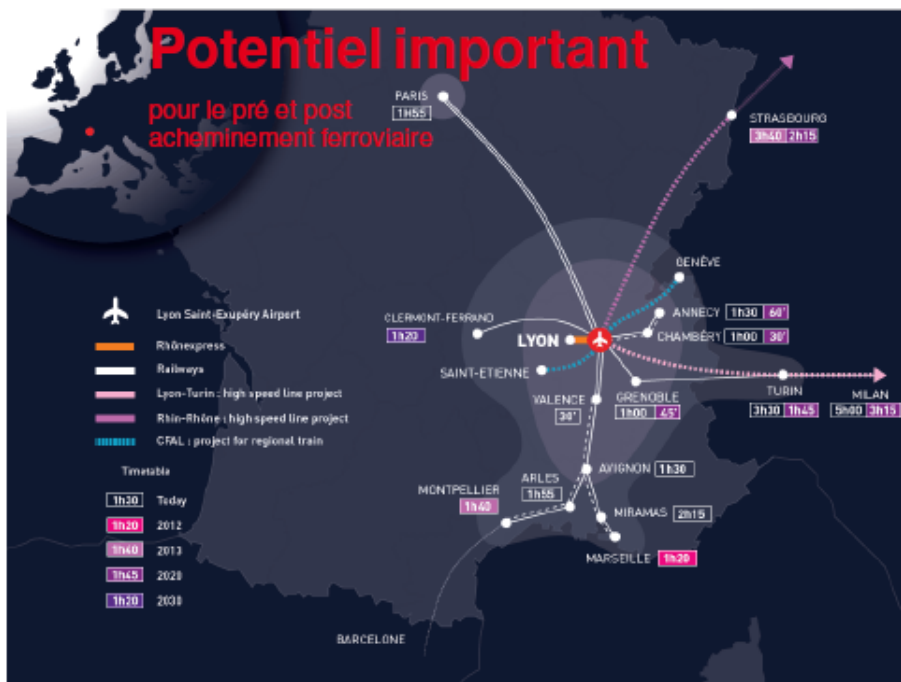 Potentiel important
pour le pré et post
acheminement ferroviaire
PARIS
1H55
STRASBOURG
3h40 2h15
GENÈVE
ANNECY 1h30 60'
CHAMBÉRY 1h00 30'
CLERMONT-FERRAND
1h20
LYON
SAINT-ETIENNE
VALENCE
30'
GRENOBLE
1h00 45'
TURIN
3h30 1h45
MILAN
5h00 3h15
AVIGNON 1h30
ARLES
1h55
MONTPELLIER
1h40
MIRAMAS 2h15
MARSEILLE 1h20
BARCELONE
Lyon Saint-Exupéry Airport
Rhônexpress
Railways
Lyon-Turin : high speed line project
Rhin-Rhône : high speed line project
CFAL : project for regional train
Timetable
1h30 Today
1h20 2012
1h40 2013
1h45 2020
1h20 2030